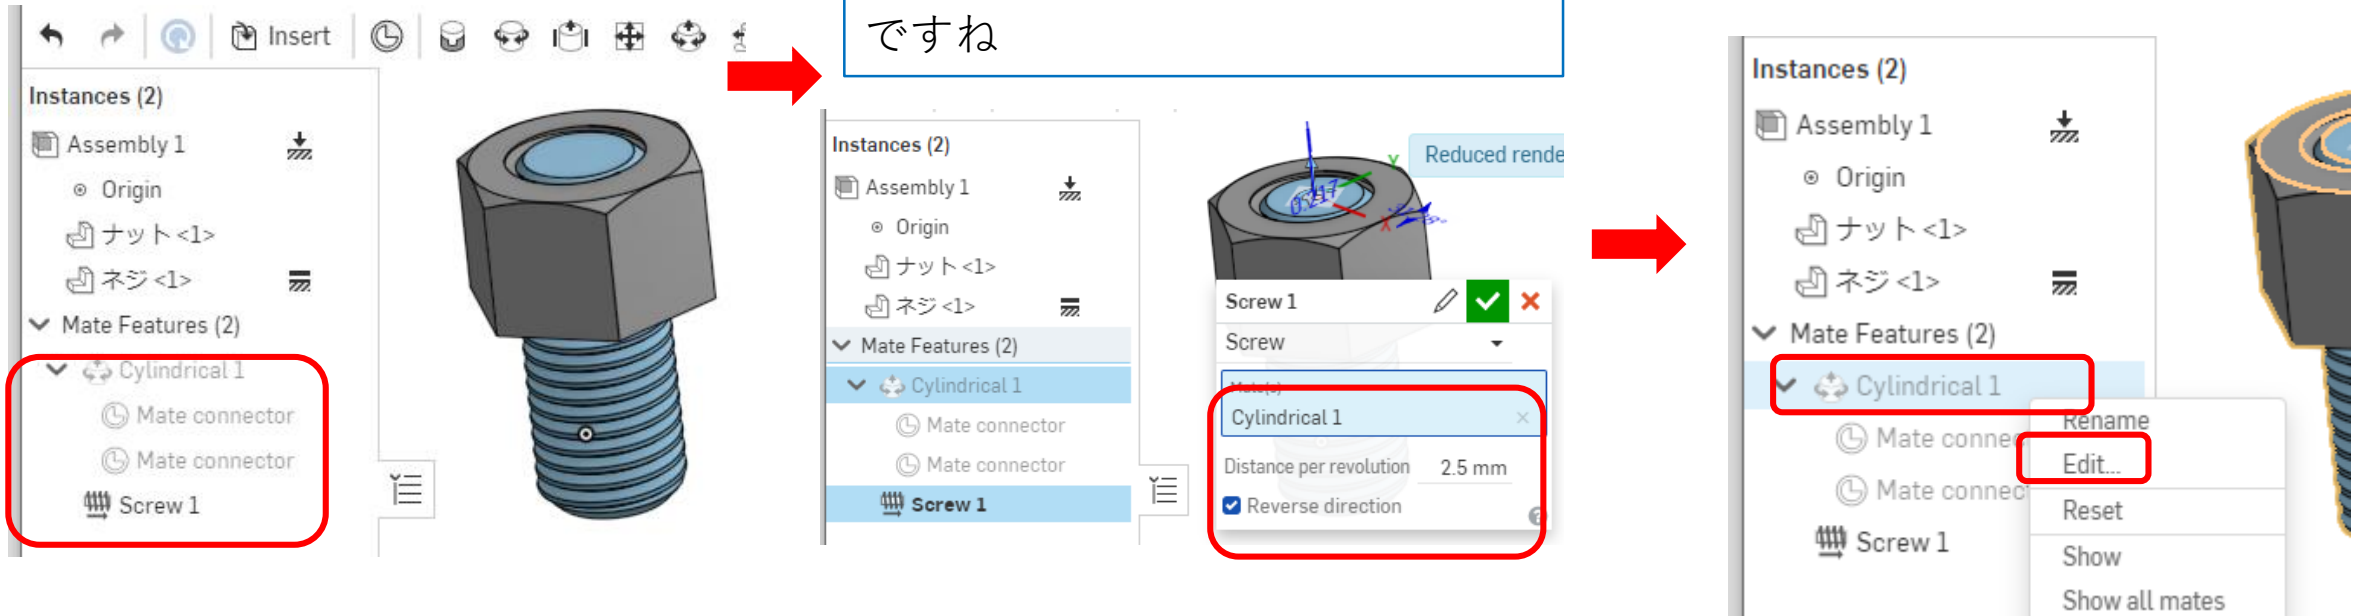 Insert
Instances (2)
Assembly 1
Origin
ナット <1>
ネジ <1>
Mate Features (2)
Cylindrical 1
Mate connector
Mate connector
Screw 1
ですね
Instances (2)
Assembly 1
Origin
ナット <1>
ネジ <1>
Mate Features (2)
Cylindrical 1
Mate connector
Mate connector
Screw 1
Reduced rende
0.217
Y
X
Screw 1
Screw
Mate(s)
Cylindrical 1
Distance per revolution 2.5 mm
Reverse direction
Instances (2)
Assembly 1
Origin
ナット <1>
ネジ <1>
Mate Features (2)
Cylindrical 1
Mate connec
Mate connec
Screw 1
Rename
Edit...
Reset
Show
Show all mates